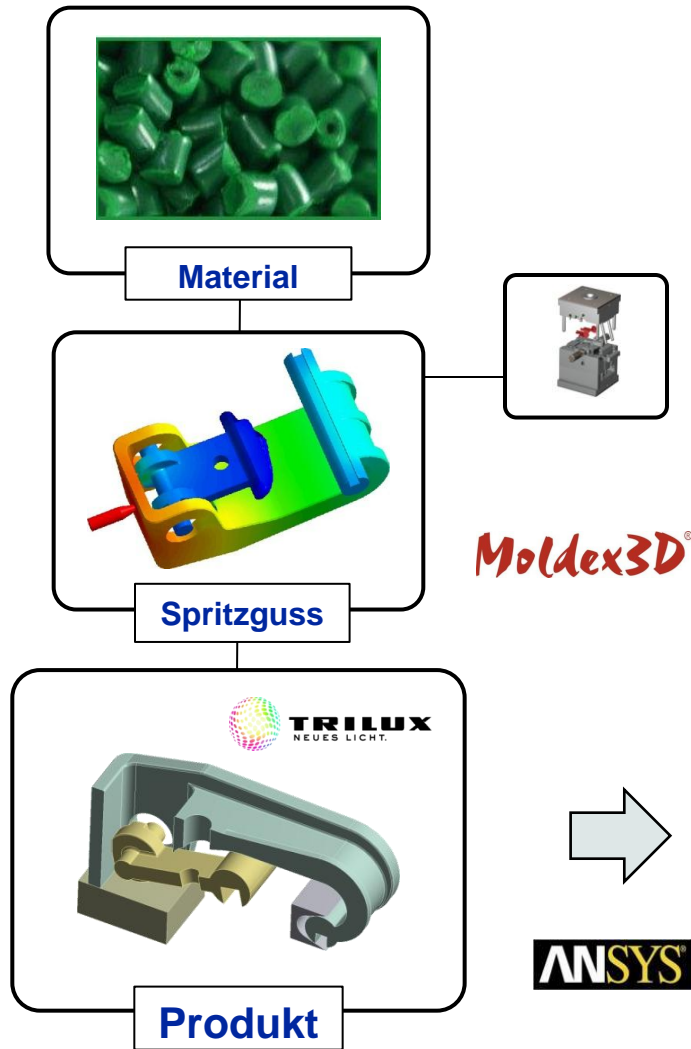 Material
Spritzguss
Moldex3D®
TRILUX
NEUES LICHT.
ANSYS®
Produkt